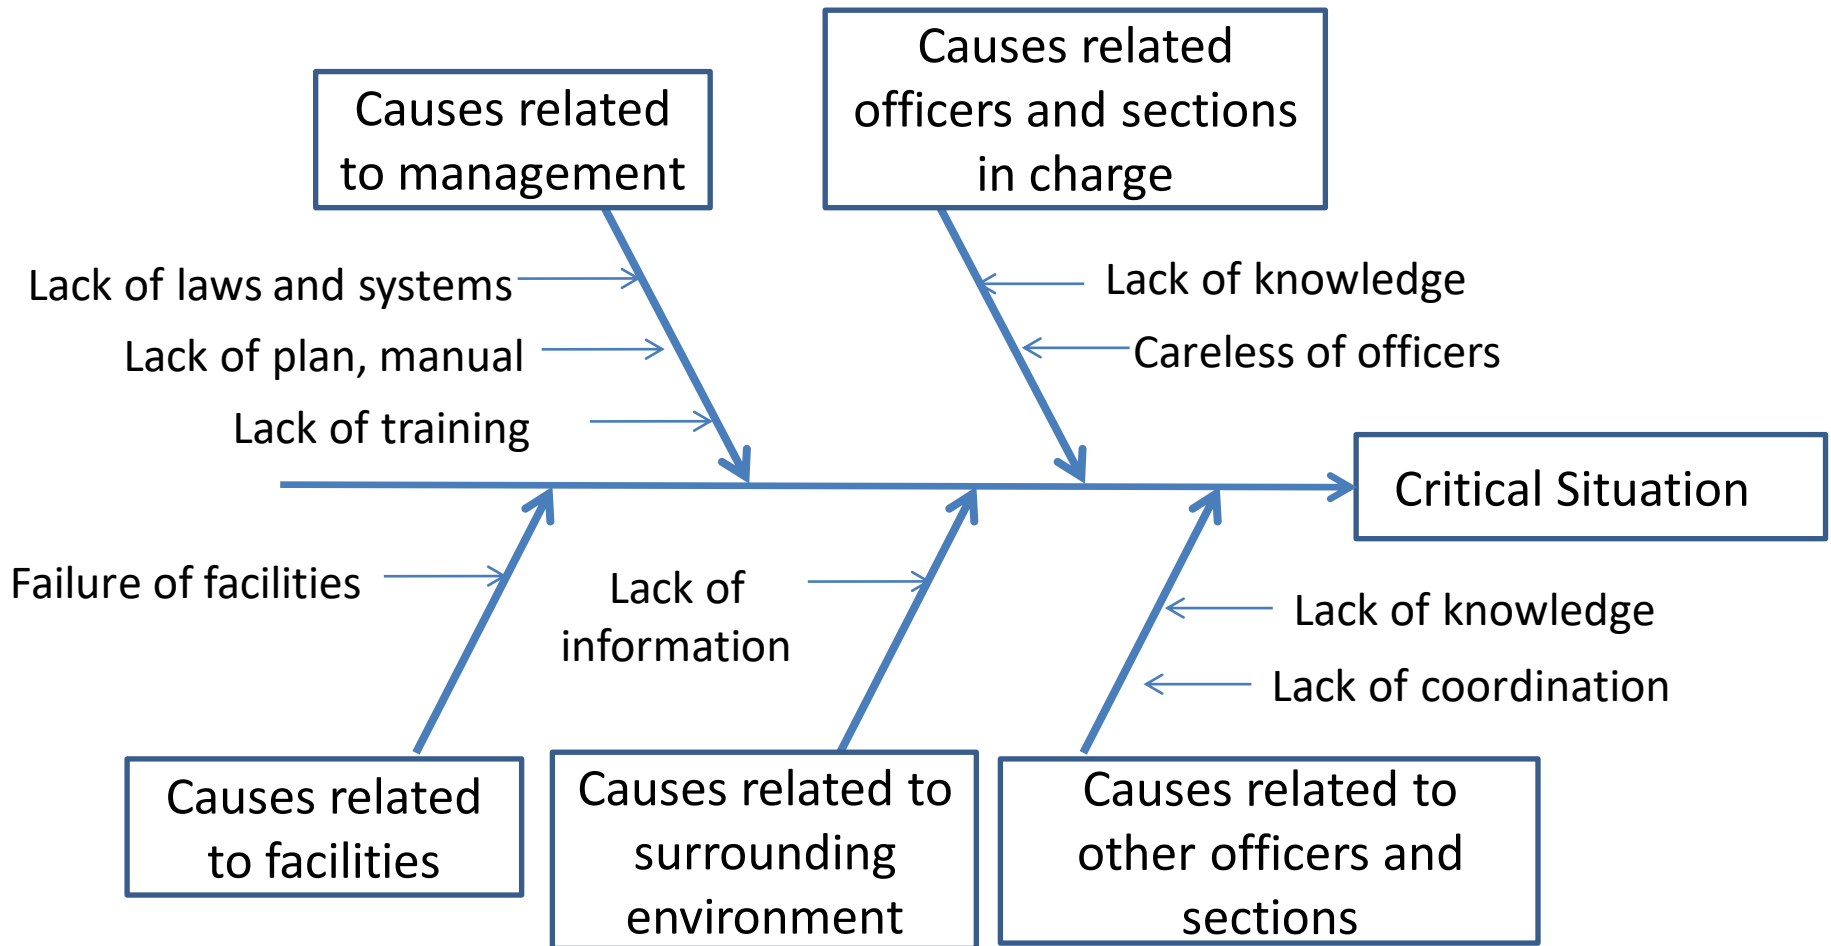 Causes related
to management
Causes related
officers and sections
in charge
Lack of laws and systems
Lack of plan, manual
Lack of training
Lack of knowledge
Careless of officers
Critical Situation
Failure of facilities
Lack of
information
Lack of knowledge
Lack of coordination
Causes related
to facilities
Causes related to
surrounding
environment
Causes related to
other officers and
sections